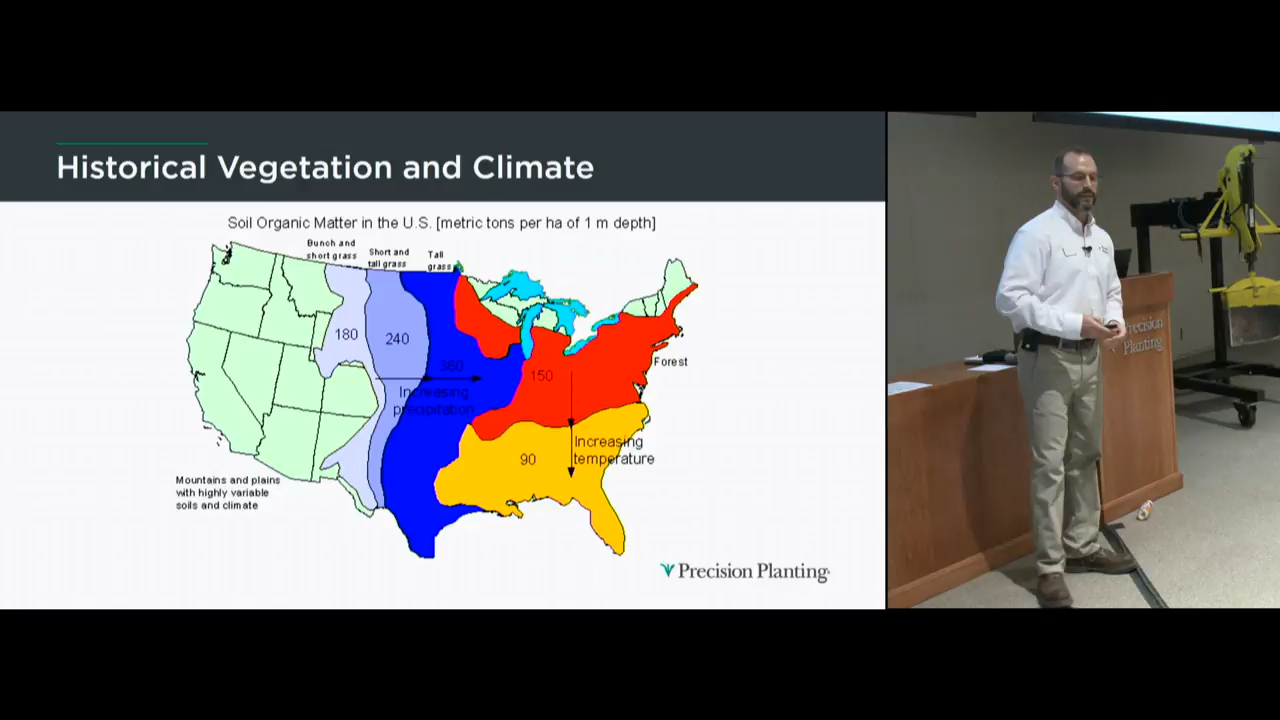 Historical Vegetation and Climate
Soil Organic Matter in the U.S. [metric tons per ha of 1 m depth]
Bunch and
short grass
Short and
tall grass
Tall
grass
180
240
360
150
Forest
Increasing
precipitation
Increasing
temperature
90
Mountains and plains
with highly variable
soils and climate
Precision Planting
Precision
Planting